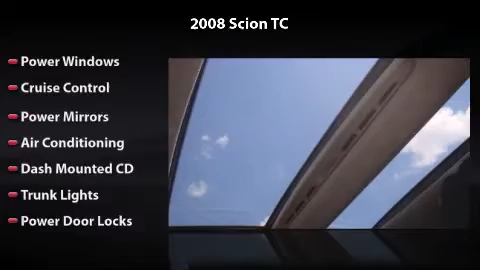 2008 Scion TC
Power Windows
Cruise Control
Power Mirrors
Air Conditioning
Dash Mounted CD
Trunk Lights
Power Door Locks